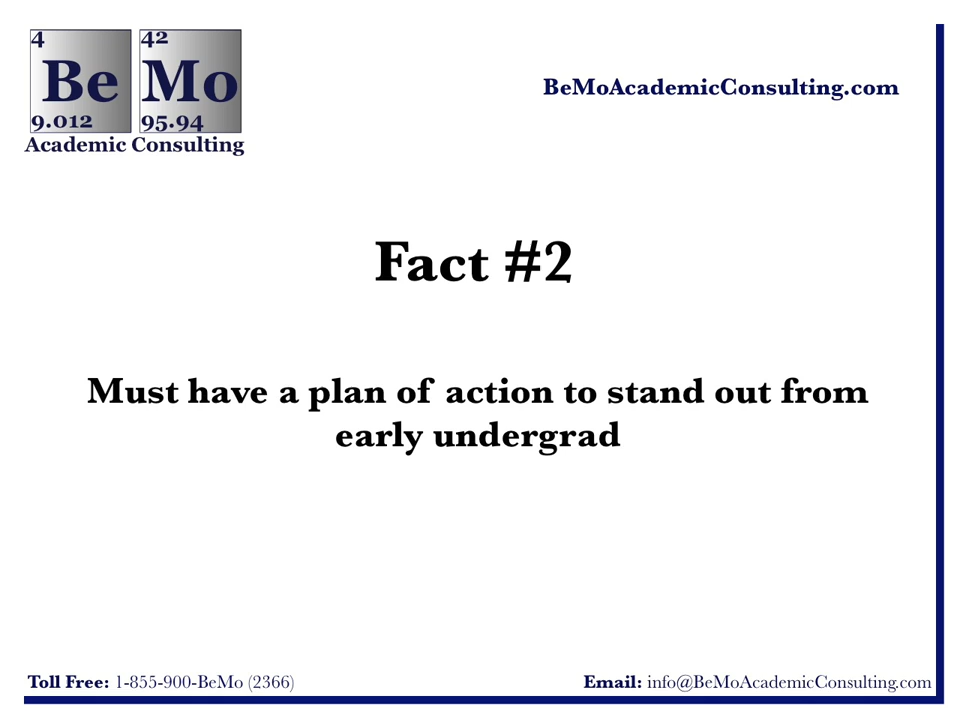 4
42
Be Mo
9.012
95.94
Academic Consulting
BeMoAcademicConsulting.com
Fact #2
Must have a plan of action to stand out from
early undergrad
Toll Free: 1-855-900-BeMo (2366)
Email: info@BeMoAcademicConsulting.com